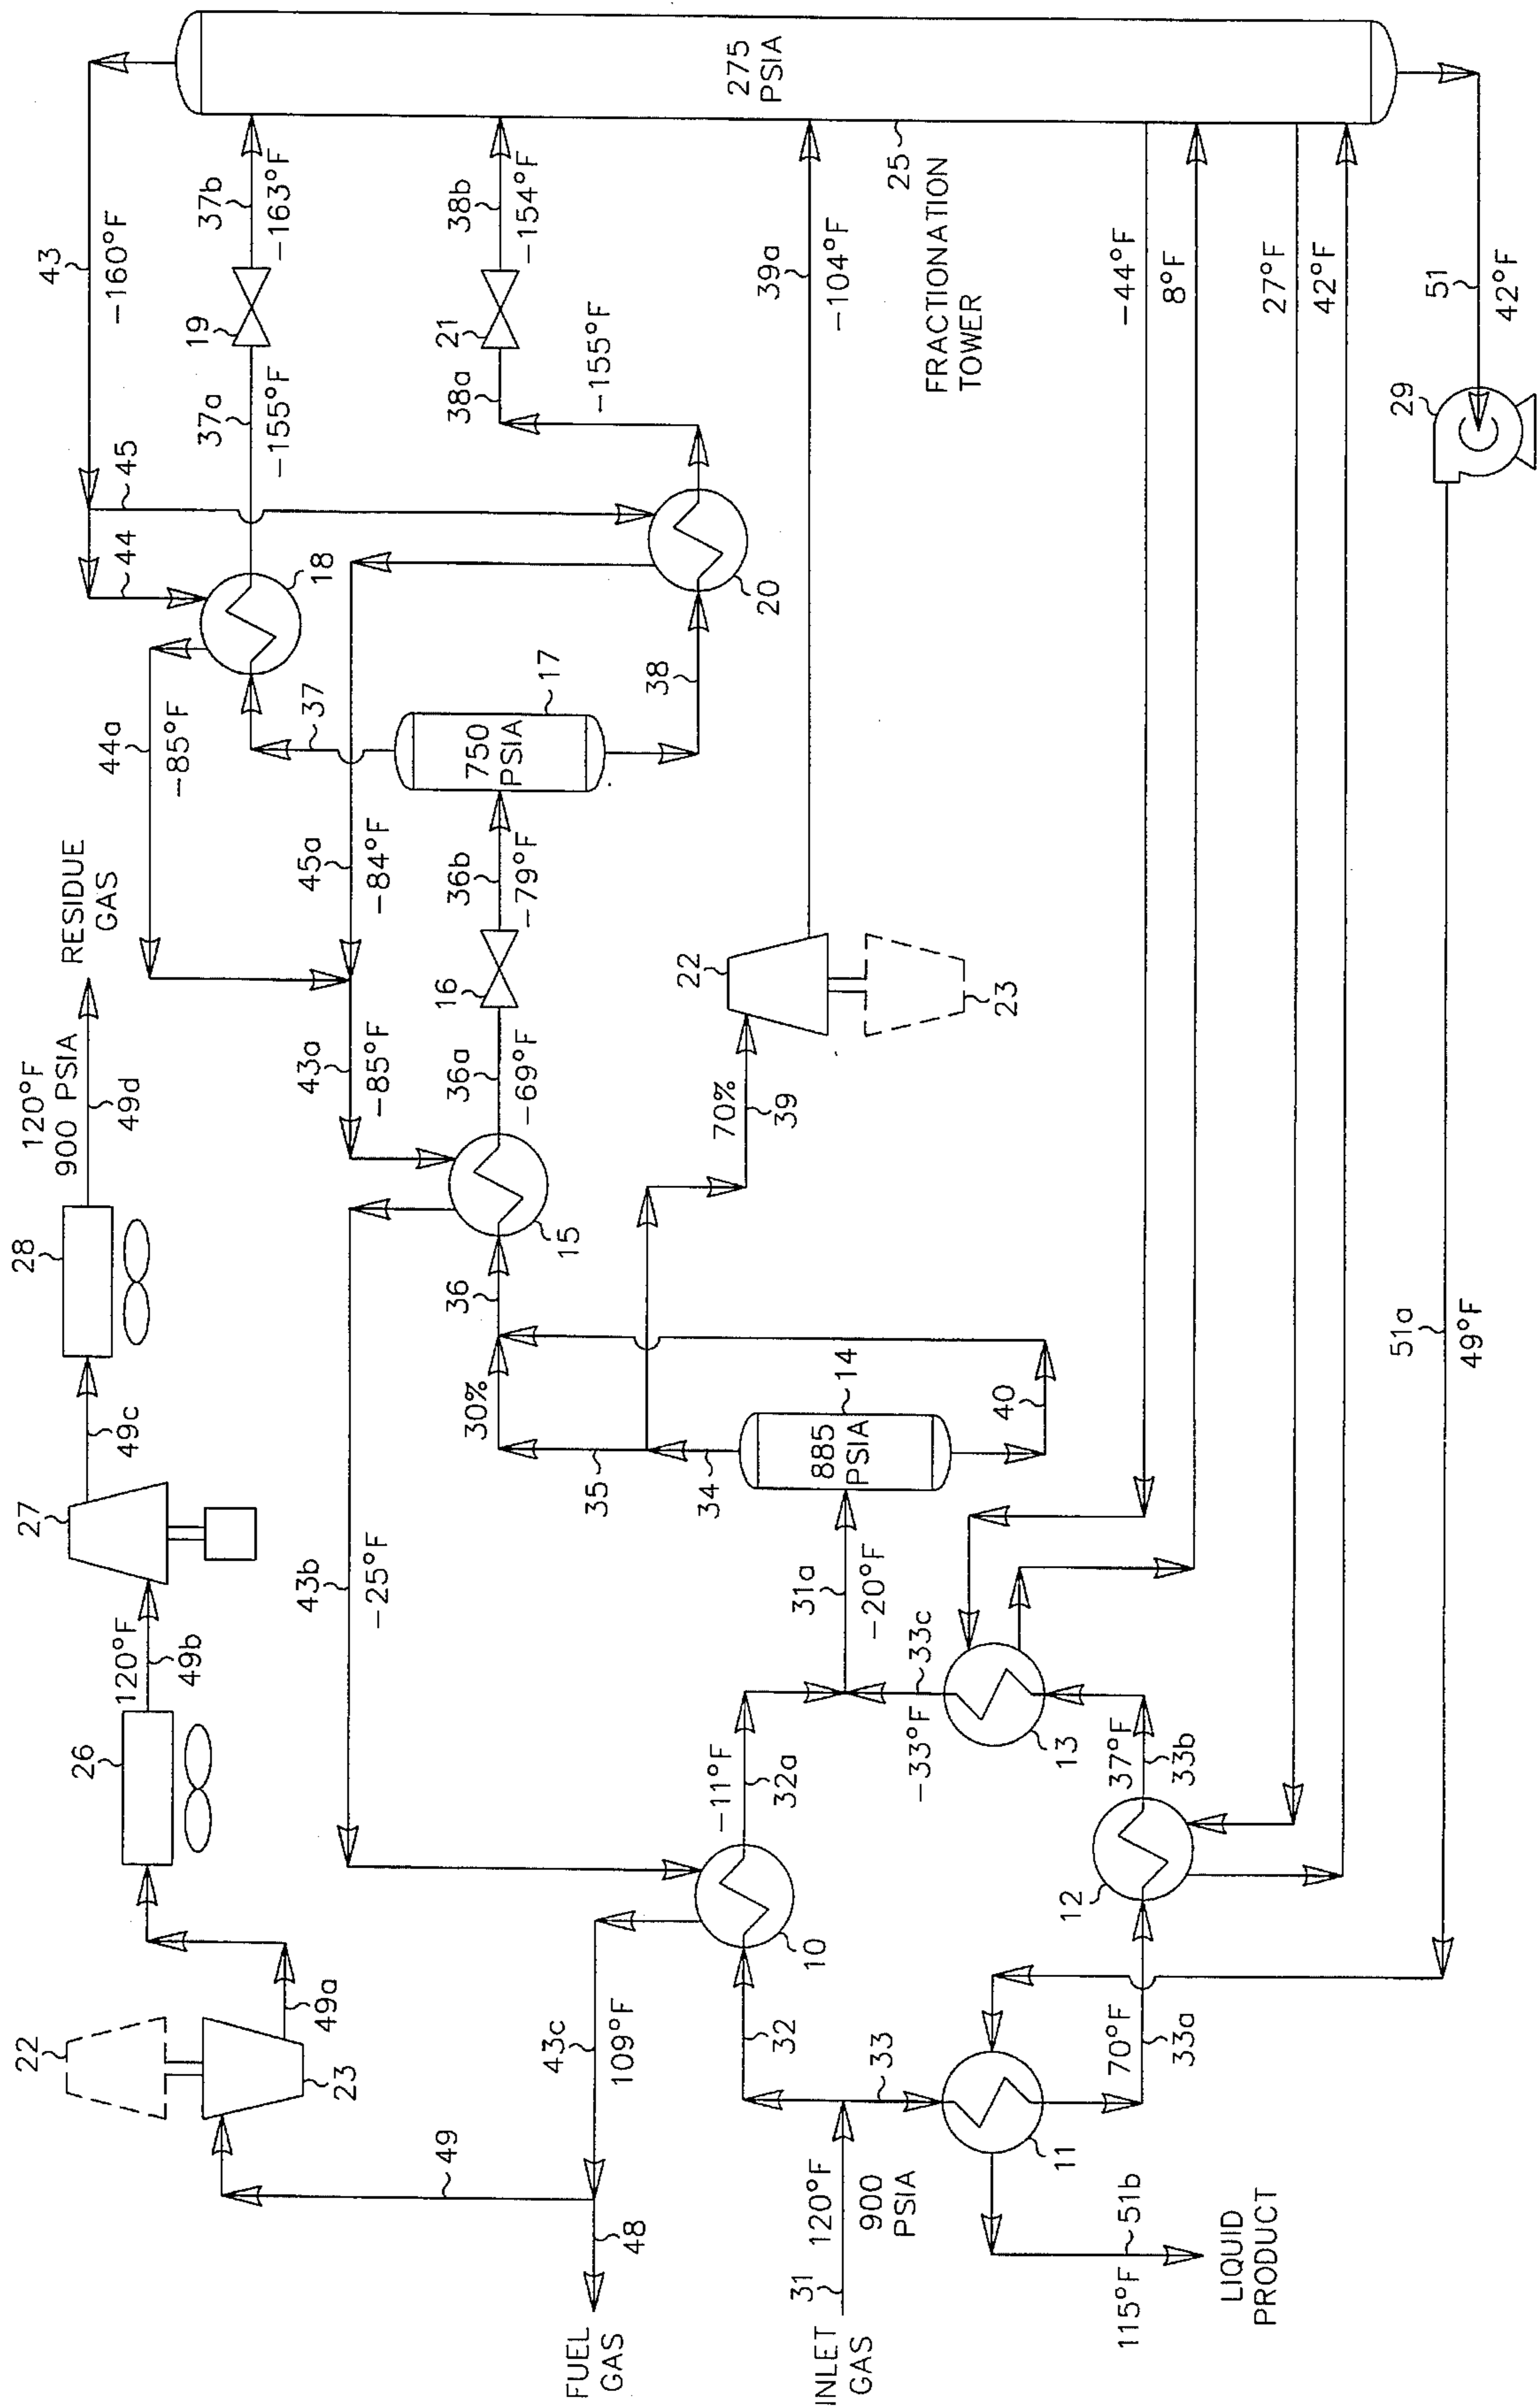 22
23
49a
26
120°F
49b
27
49c
28
120°F
900 PSIA
49d
RESIDUE
GAS
49
43c
109°F
43b
-25°F
43a
-85°F
45a
-84°F
44a
-85°F
44
45
43
-160°F
18
37
37a
-155°F
19
37b
-163°F
36
15
36a
-69°F
16
36b
-79°F
750
PSIA
17
38
20
-155°F
38a
21
38b
-154°F
275
PSIA
30%
35
34
885
PSIA
14
40
70%
39
22
23
39a
-104°F
25
FRACTIONATION
TOWER
FUEL
GAS
48
10
32
-11°F
32a
31a
-20°F
-33°F
33c
13
INLET
GAS
31
120°F
900
PSIA
33
11
70°F
33a
12
37°F
33b
-44°F
8°F
27°F
42°F
115°F
51b
LIQUID
PRODUCT
51a
49°F
29
51
42°F